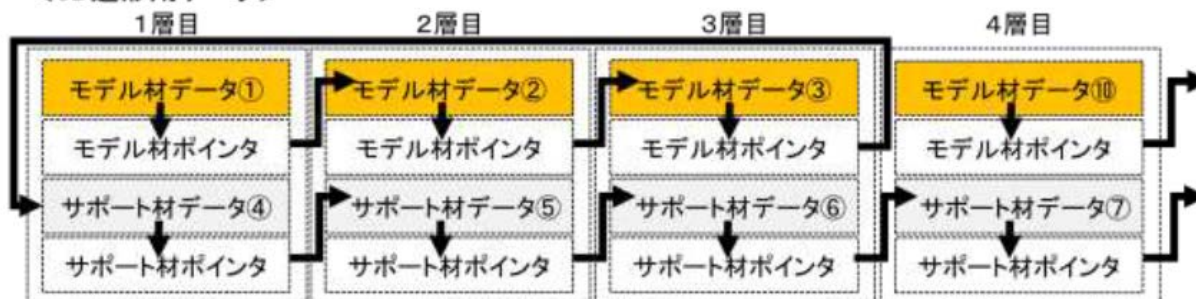 1層目 2層目 3層目 4層目
モデル材データ① モデル材データ② モデル材データ③ モデル材データ⑩
モデル材ポインタ モデル材ポインタ モデル材ポインタ モデル材ポインタ
サポート材データ④ サポート材データ⑤ サポート材データ⑥ サポート材データ⑦
サポート材ポインタ サポート材ポインタ サポート材ポインタ サポート材ポインタ